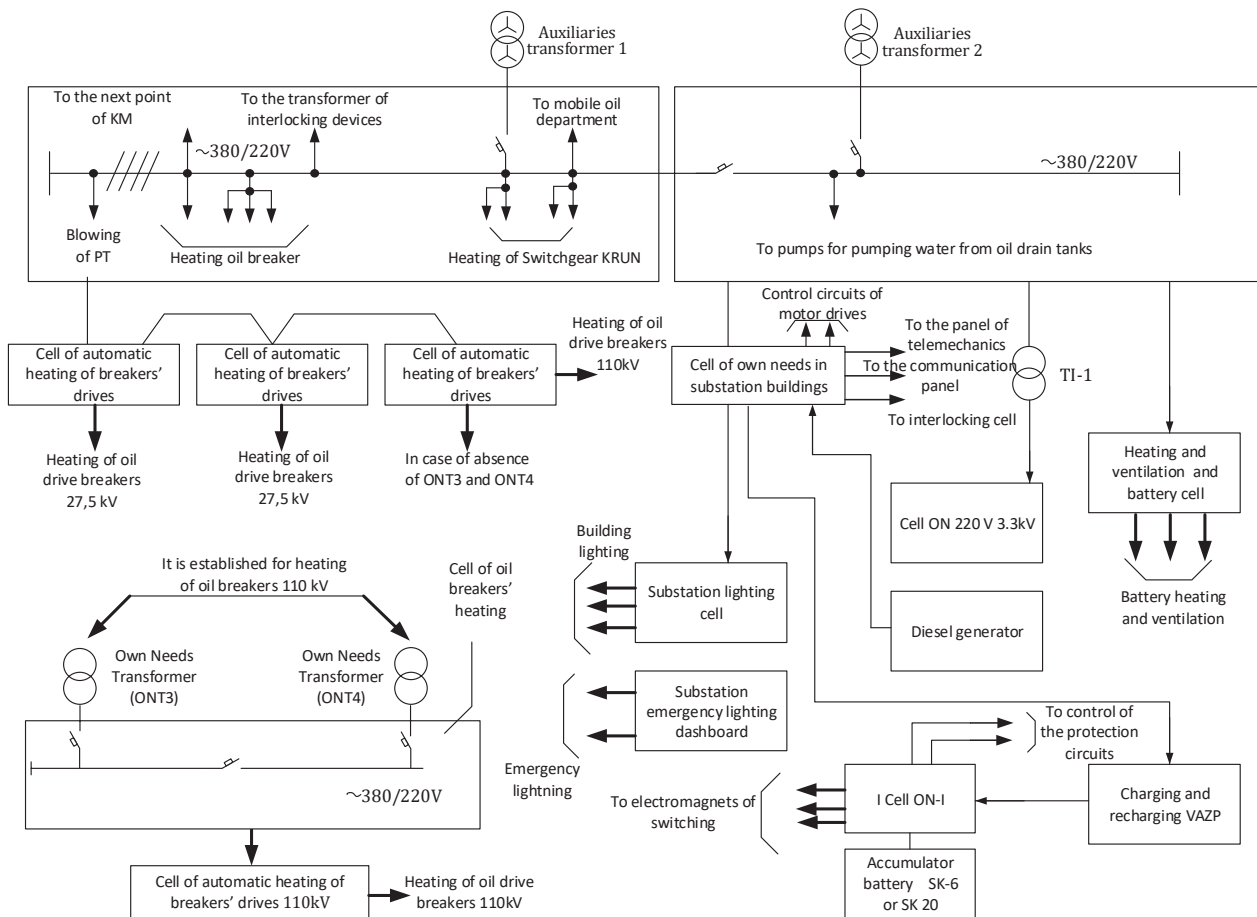 Auxiliaries
transformer 1
Auxiliaries
transformer 2
To the next point
of KM
To the transformer of
interlocking devices
To mobile oil
department
~380/220V
~380/220V
Blowing
of PT
Heating oil breaker
Heating of Switchgear KRUN
To pumps for pumping water from oil drain tanks
Control circuits of
motor drives
Heating of oil
drive breakers
110kV
To the panel of
telemechanics
To the communication
panel
To interlocking cell
TI-1
Cell of automatic
heating of breakers'
drives
Cell of automatic
heating of breakers'
drives
Cell of automatic
heating of breakers'
drives
Cell of own needs in
substation buildings
Heating of oil
drive breakers
27,5 kV
Heating of oil
drive breakers
27,5 kV
In case of absence
of ONT3 and ONT4
Heating and
ventilation and
battery cell
Cell ON 220 V 3.3kV
Building
lighting
It is established for heating
of oil breakers 110 kV
Cell of oil
breakers'
heating
Substation lighting
cell
Diesel generator
Battery heating
and ventilation
Own Needs
Transformer
(ONT3)
Own Needs
Transformer
(ONT4)
Substation
emergency lighting
dashboard
Emergency
lightning
To control of
the protection
circuits
~380/220V
To electromagnets of
switching
I Cell ON-I
Charging and
recharging VAZP
Accumulator
battery SK-6
or SK 20
Cell of automatic heating of
breakers' drives 110kV
Heating of oil drive
breakers 110kV